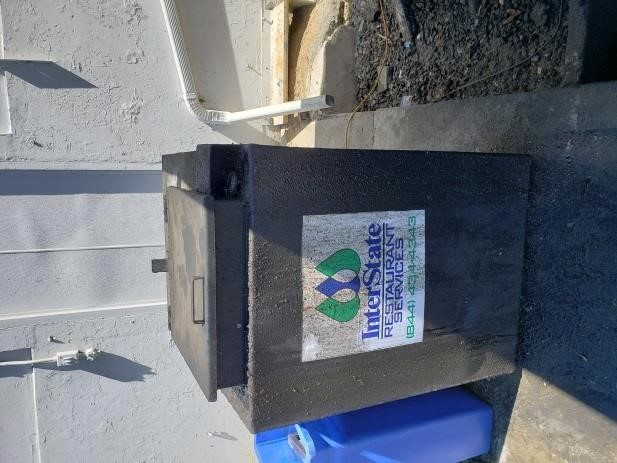 InterState
RESTAURANT
SERVICES
(844) 434-4343